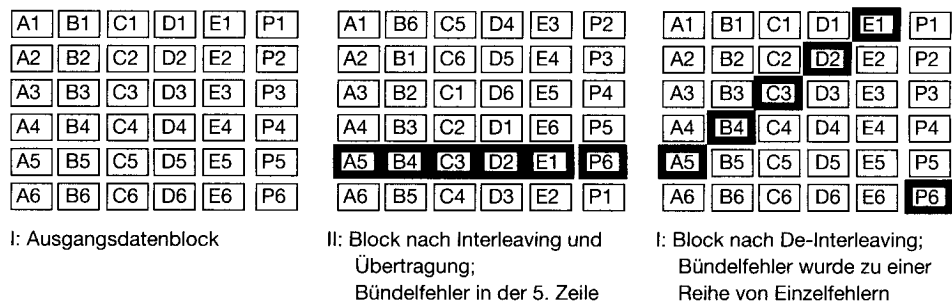 A1 B1 C1 D1 E1 P1
A2 B2 C2 D2 E2 P2
A3 B3 C3 D3 E3 P3
A4 B4 C4 D4 E4 P4
A5 B5 C5 D5 E5 P5
A6 B6 C6 D6 E6 P6
I: Ausgangsdatenblock
A1 B6 C5 D4 E3 P2
A2 B1 C6 D5 E4 P3
A3 B2 C1 D6 E5 P4
A4 B3 C2 D1 E6 P5
A5 B4 C3 D2 E1 P6
A6 B5 C4 D3 E2 P1
II: Block nach Interleaving und
Übertragung;
Bündelfehler in der 5. Zeile
A1 B1 C1 D1 E1 P1
A2 B2 C2 D2 E2 P2
A3 B3 C3 D3 E3 P3
A4 B4 C4 D4 E4 P4
A5 B5 C5 D5 E5 P5
A6 B6 C6 D6 E6 P6
I: Block nach De-Interleaving;
Bündelfehler wurde zu einer
Reihe von Einzelfehlern